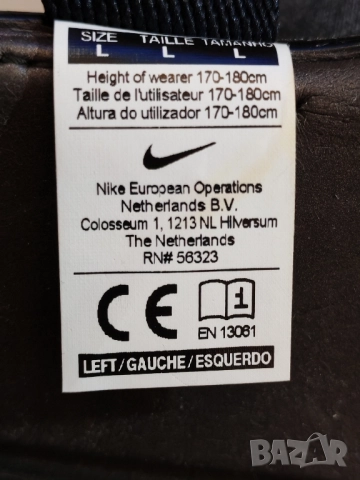 SIZE TAILLE TAMANHO
L L L
Height of wearer 170-180cm
Taille de l'utilisateur 170-180cm
Altura do utilizador 170-180cm
Nike European Operations
Netherlands B.V.
Colosseum 1, 1213 NL Hilversum
The Netherlands
RN# 56323
CE 1
EN 13061
LEFT/GAUCHE/ESQUERDO
BAZAR